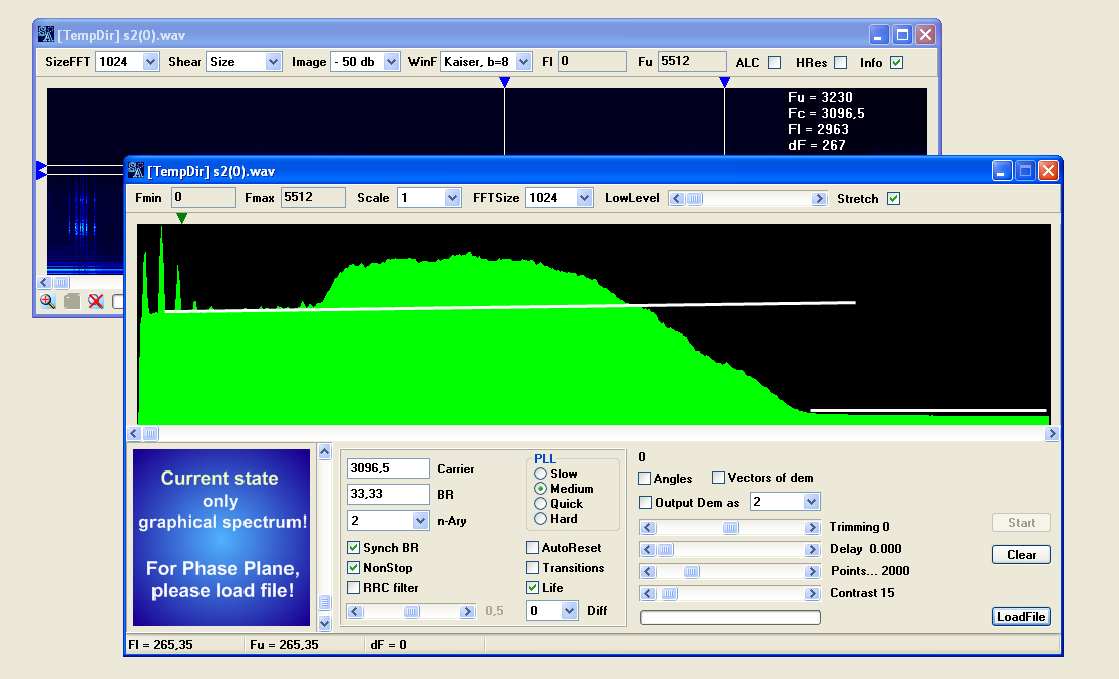 [TempDir] s2(0).wav
SizeFFT 1024 Shear Size Image - 50 db WinF Kaiser, b=8 Fl 0 Fu 5512 ALC HRes Info
Fu = 3230
Fc = 3096,5
Fl = 2963
dF = 267
[TempDir] s2(0).wav
Fmin 0 Fmax 5512 Scale 1 FFTSize 1024 LowLevel Stretch
Current state
only
graphical spectrum!
For Phase Plane,
please load file!
3096,5 Carrier
33,33 BR
2 n-Ary
Synch BR
NonStop
RRC filter
0,5
PLL
Slow
Medium
Quick
Hard
AutoReset
Transitions
Life
0 Diff
0
Angles Vectors of dem
Output Dem as 2
Trimming 0
Delay 0.000
Points... 2000
Contrast 15
Start
Clear
LoadFile
Fl = 265,35 Fu = 265,35 dF = 0